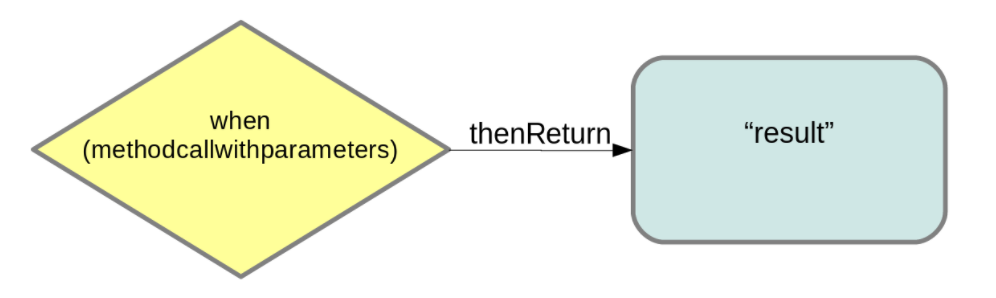 when
(methodcallwithparameters)
thenReturn
“result”